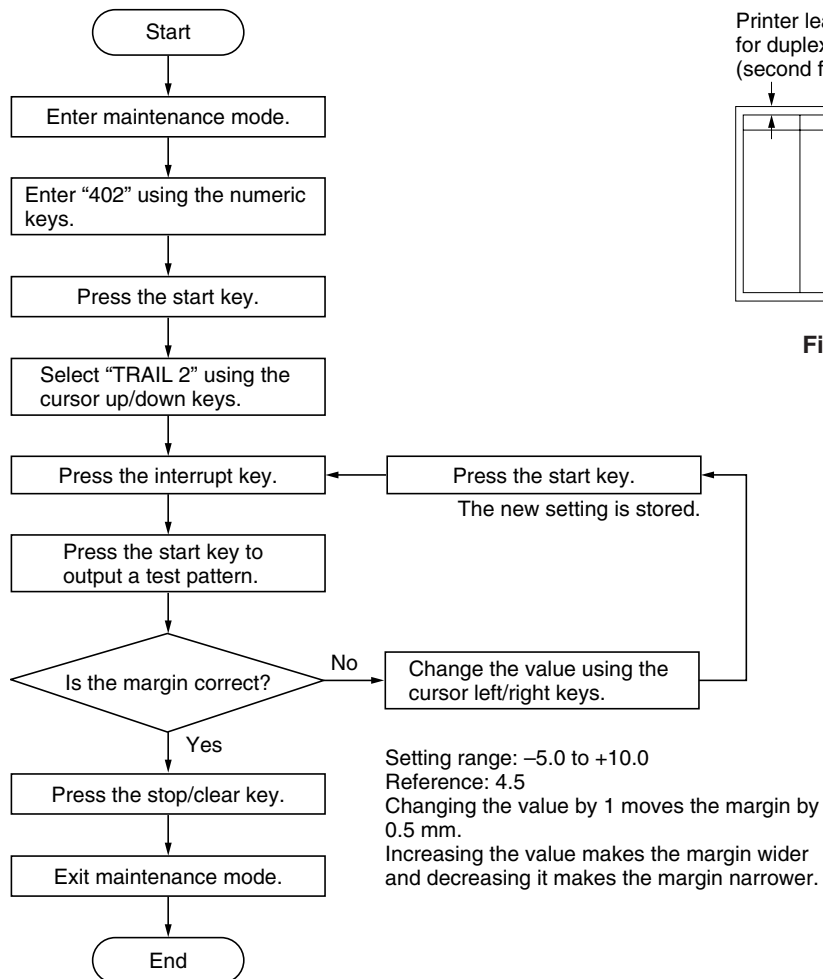 Start
Enter maintenance mode.
Enter “402” using the numeric
keys.
Press the start key.
Select “TRAIL 2” using the
cursor up/down keys.
Press the interrupt key.
Press the start key.
The new setting is stored.
Press the start key to
output a test pattern.
Is the margin correct?
No
Change the value using the
cursor left/right keys.
Yes
Press the stop/clear key.
Exit maintenance mode.
End
Setting range: –5.0 to +10.0
Reference: 4.5
Changing the value by 1 moves the margin by
0.5 mm.
Increasing the value makes the margin wider
and decreasing it makes the margin narrower.
Printer
for
(second